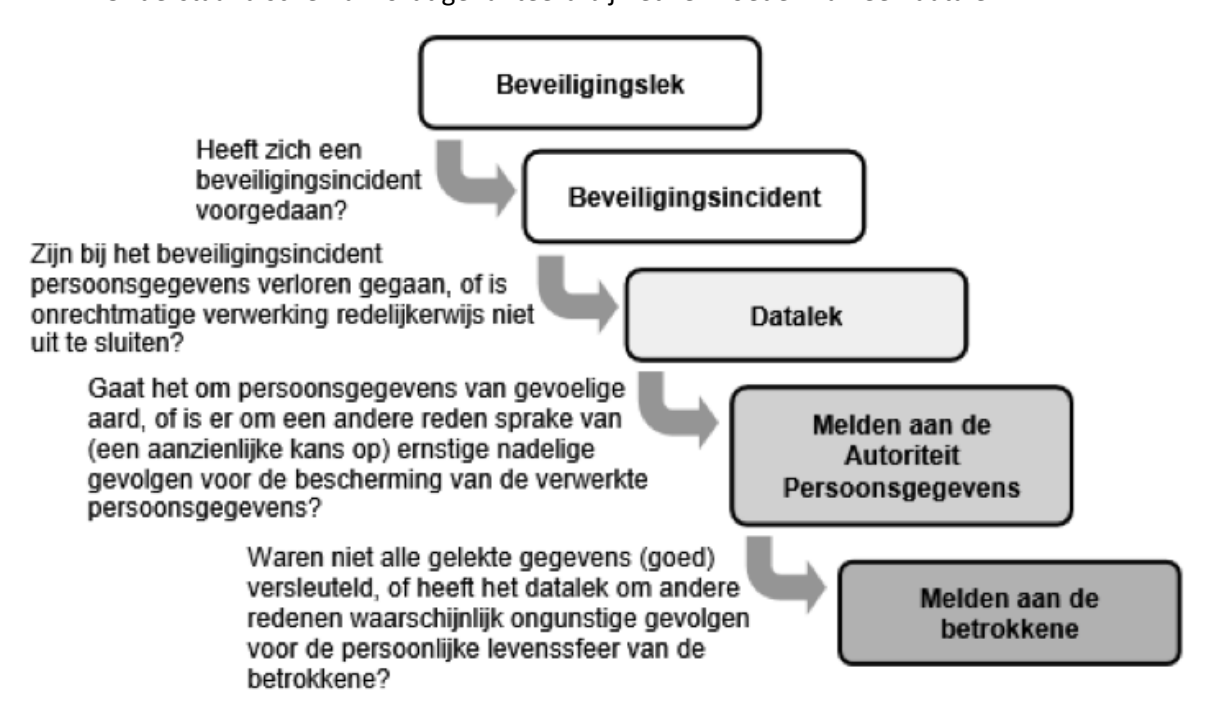 Beveiligingslek
Heeft zich een
beveiligingsincident
voorgedaan?
Beveiligingsincident
Zijn bij het beveiligingsincident
persoonsgegevens verloren gegaan, of is
onrechtmatige verwerking redelijkerwijs niet
uit te sluiten?
Datalek
Gaat het om persoonsgegevens van gevoelige
aard, of is er om een andere reden sprake van
(een aanzienlijke kans op) ernstige nadelige
gevolgen voor de bescherming van de verwerkte
persoonsgegevens?
Melden aan de
Autoriteit
Persoonsgegevens
Waren niet alle gelekte gegevens (goed)
versleuteld, of heeft het datalek om andere
redenen waarschijnlijk ongunstige gevolgen
voor de persoonlijke levenssfeer van de
betrokkene?
Melden aan de
betrokkene